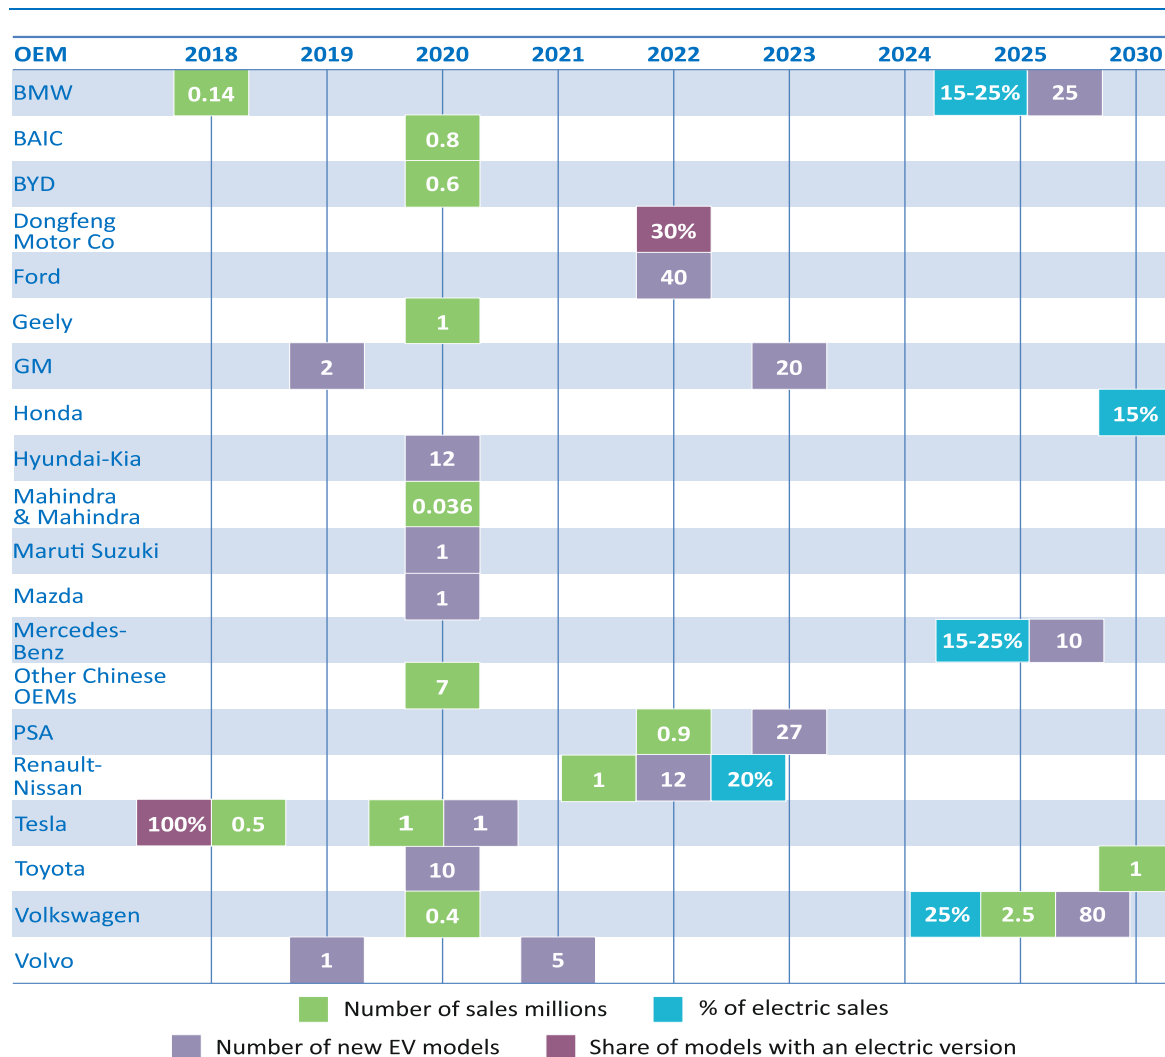 OEM 2018 2019 2020 2021 2022 2023 2024 2025 2030
BMW 0.14 15-25% 25
BAIC 0.8
BYD 0.6
Dongfeng
Motor Co 30%
Ford 40
Geely 1
GM 2 20
Honda 15%
Hyundai-Kia 12
Mahindra
& Mahindra 0.036
Maruti Suzuki 1
Mazda 1
Mercedes-
Benz 15-25% 10
Other Chinese
OEMs 7
PSA 0.9 27
Renault-
Nissan 1 12 20%
Tesla 100% 0.5 1 1
Toyota 10 1
Volkswagen 0.4 25% 2.5 80
Volvo 1 5
Number of sales millions % of electric sales
Number of new EV models Share of models with an electric version